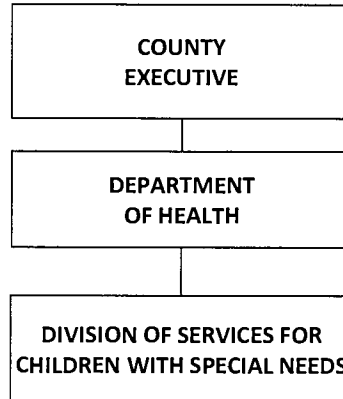 COUNTY
EXECUTIVE
DEPARTMENT
OF HEALTH
DIVISION OF SERVICES FOR
CHILDREN WITH SPECIAL NEEDS